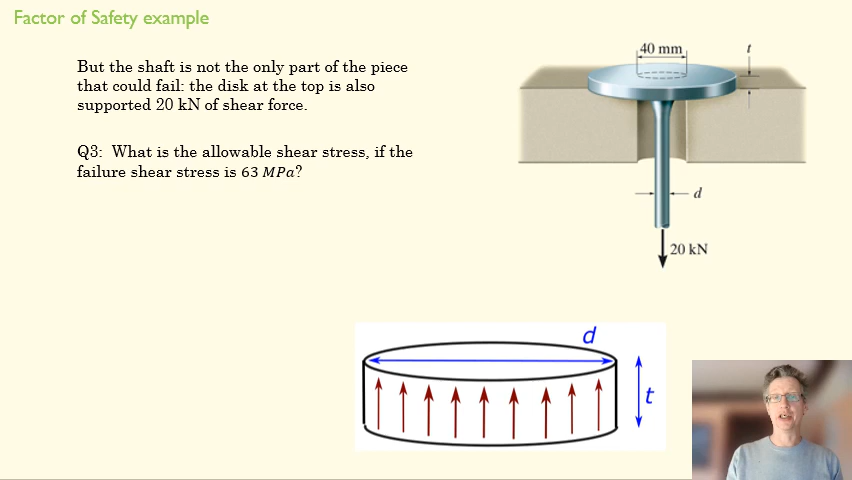 Factor of Safety example
But the shaft is not the only part of the piece
that could fail: the disk at the top is also
supported 20 kN of shear force.
Q3:  What is the allowable shear stress, if the
failure shear stress is 63 MPa?
40 mm
t
d
20 kN
d
t